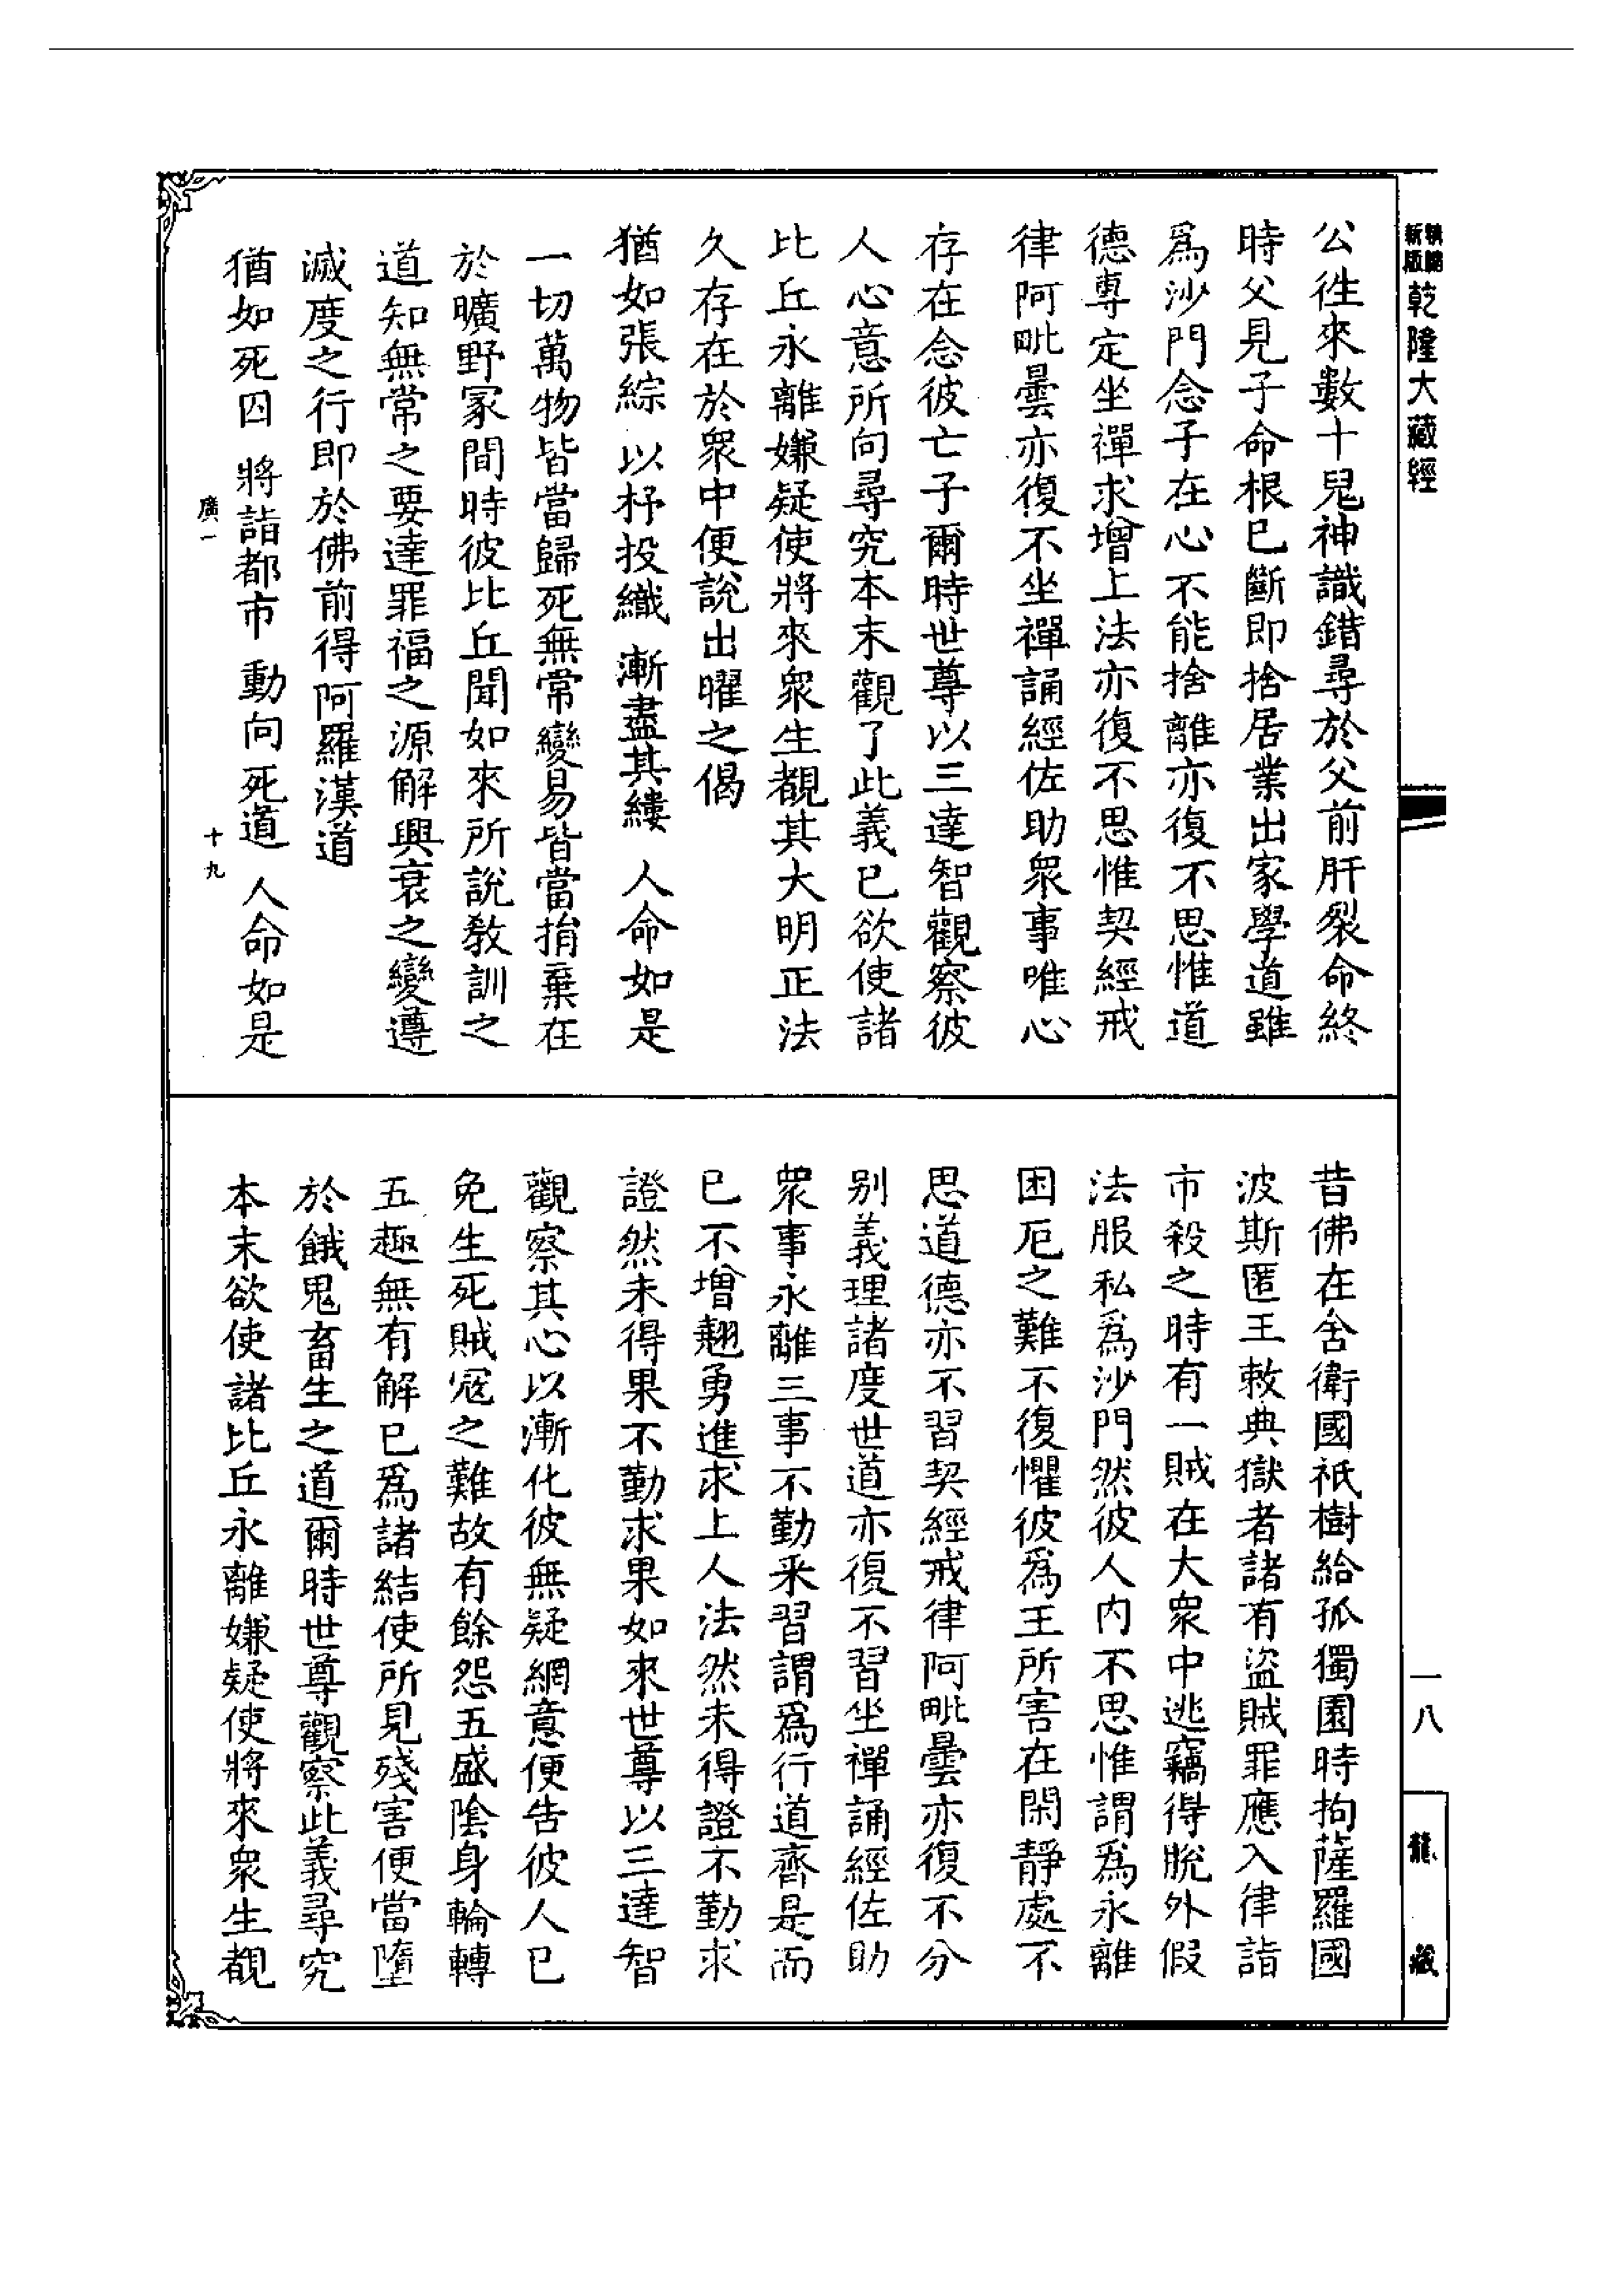 新版
乾隆大藏經
一八
龍藏
公徃來數十兒神識錯尋於父前肝裂命終
時父見子命根已斷即捨居業出家學道雖
爲沙門念子在心不能捨離亦復不思惟道
德専定坐禪求增上法亦復不思惟契經戒
律阿毗曇亦復不坐禪誦經佐助衆事唯心
存在念彼亡子爾時世尊以三達智觀察彼
人心意所向尋究本末觀了此義已欲使諸
比丘永離嫌疑使將來衆生覩其大明正法
久存在於衆中便說出曜之偈
猶如張綜 以杼投織 漸盡其縷 人命如是
一切萬物皆當歸死無常變易皆當捐棄在
於曠野冢間時彼比丘聞如來所說教訓之
道知無常之要達罪福之源解興衰之變遵
滅度之行即於佛前得阿羅漢道
猶如死囚 將詣都市 動向死道 人命如是
廣一 十九
昔佛在舍衛國祇樹給孤獨園時拘薩羅國
波斯匿王敕典獄者諸有盜賊罪應入律詣
市殺之時有一賊在大衆中逃竊得脫外假
法服私爲沙門然彼人內不思惟謂爲永離
困厄之難不復懼彼爲王所害在閑靜處不
思道德亦不習契經戒律阿毗曇亦復不分
别義理諸度世道亦復不習坐禪誦經佐助
衆事永離三事不勤采習謂爲行道齊是而
已不增翹勇進求上人法然未得證不勤求
證然未得果不勤求果如來世尊以三達智
觀察其心以漸化彼無疑網意便告彼人已
免生死賊寇之難故有餘怨五盛陰身輪轉
五趣無有解已爲諸結使所見殘害便當墮
於餓鬼畜生之道爾時世尊觀察此義尋究
本末欲使諸比丘永離嫌疑使將來衆生覩